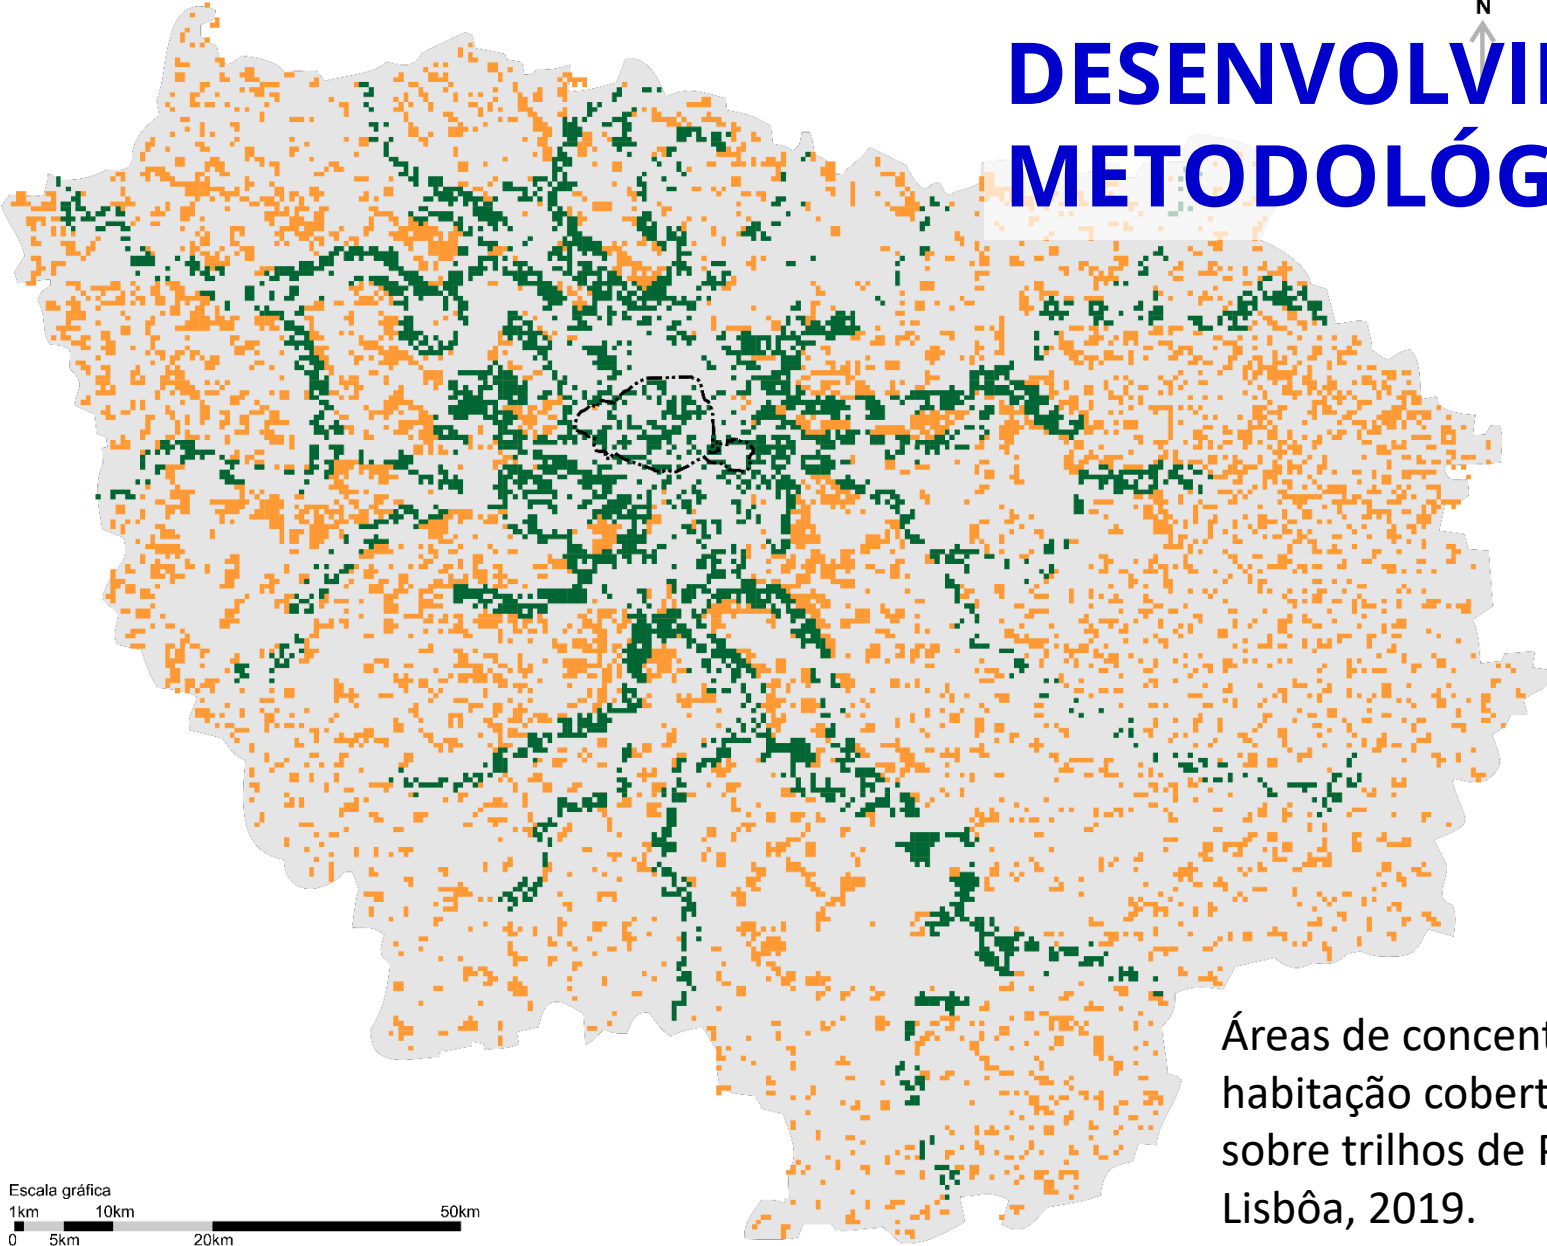 N
DESENVOLVI
METODOLÓG
Áreas de concent
habitação cobert
sobre trilhos de
Lisbôa, 2019.
Escala gráfica
1km 10km 50km
0 5km 20km